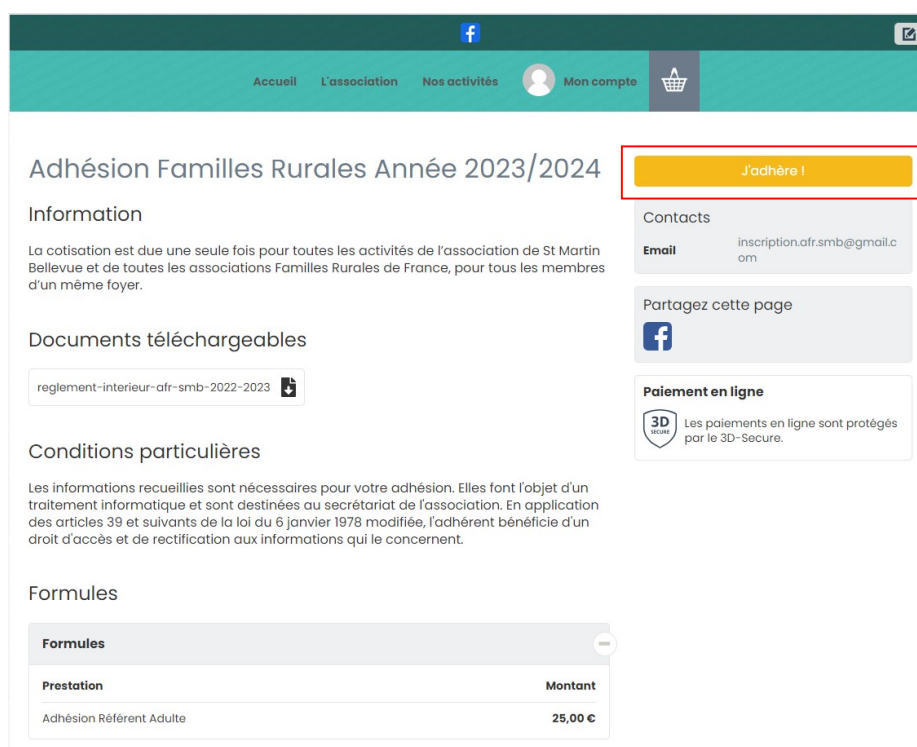 Accueil L'association Nos activités Mon compte
Adhésion Familles Rurales Année 2023/2024
Information
La cotisation est due une seule fois pour toutes les activités de l'association de St Martin
Bellevue et de toutes les associations Familles Rurales de France, pour tous les membres
d'un même foyer.
Documents téléchargeables
reglement-interieur-afr-smb-2022-2023
Conditions particulières
Les informations recueillies sont nécessaires pour votre adhésion. Elles font l'objet d'un
traitement informatique et sont destinées au secrétariat de l'association. En application
des articles 39 et suivants de la loi du 6 janvier 1978 modifiée, l'adhérent bénéficie d'un
droit d'accès et de rectification aux informations qui le concernent.
Formules
Formules
Prestation Montant
Adhésion Référent Adulte 25,00 €
J'adhère !
Contacts
Email inscription.afr.smb@gmail.c
om
Partagez cette page
Paiement en ligne
3D
SECURE
Les paiements en ligne sont protégés
par le 3D-Secure.